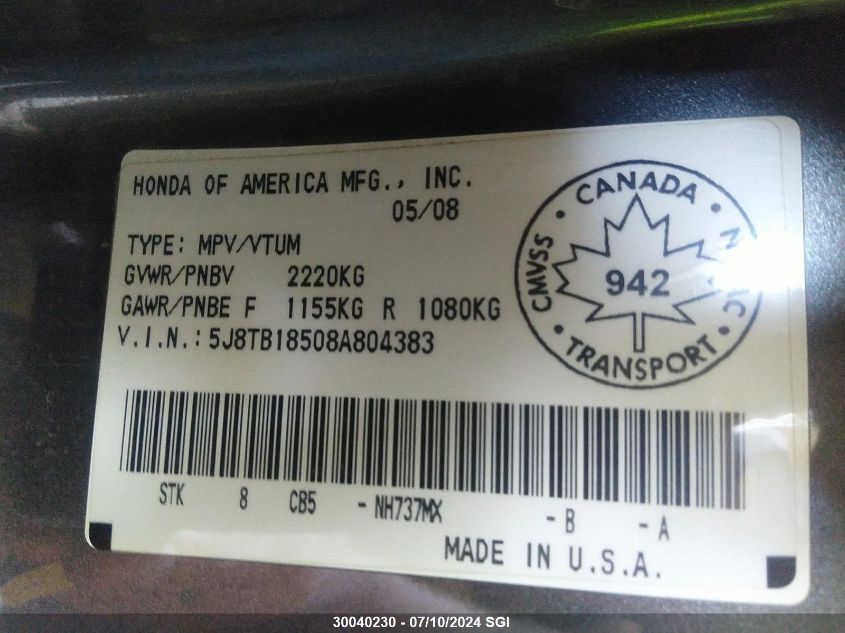 HONDA OF AMERICA MFG., INC.
05/08
TYPE: MPV/VTUM
GVWR/PNBV 2220KG
GAWR/PNBE F 1155KG R 1080KG
V.I.N.: 5J8TB18508A804383
CANADA
CMVSS
942
TRANSPORT
STK 8 CB5 -NH737MX -B -A
MADE IN U.S.A.
30040230 - 07/10/2024 SGI